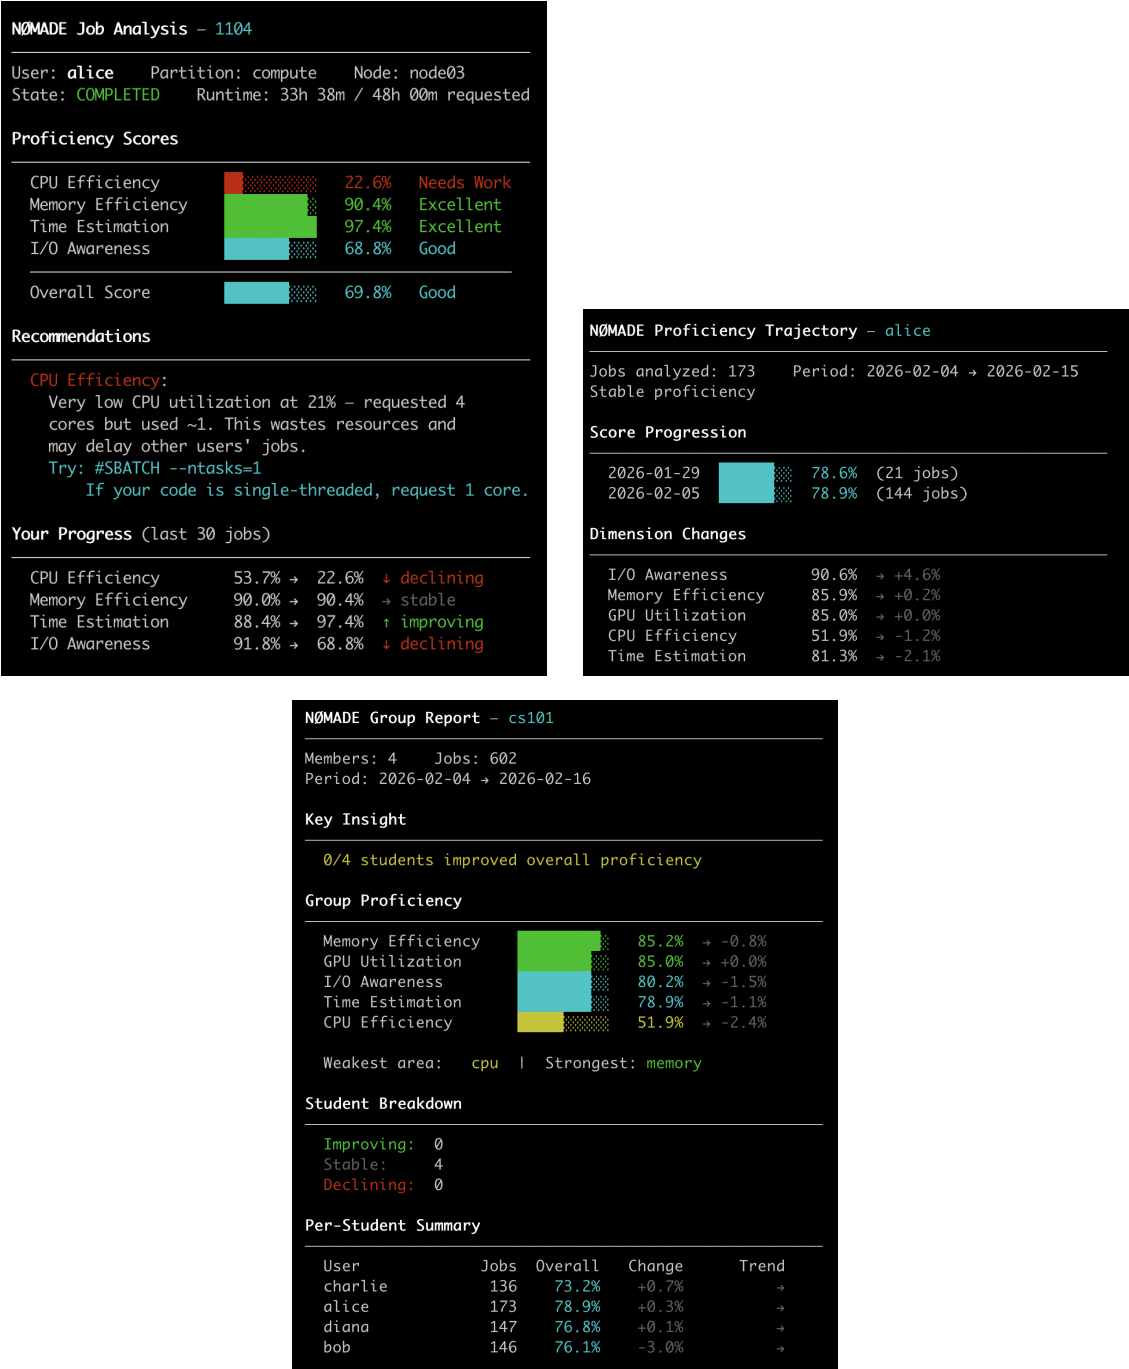 NØMADE Job Analysis — 1104
User: alice    Partition: compute    Node: node03
State: COMPLETED    Runtime: 33h 38m / 48h 00m requested
Proficiency Scores
CPU Efficiency 22.6% Needs Work
Memory Efficiency 90.4% Excellent
Time Estimation 97.4% Excellent
I/O Awareness 68.8% Good
Overall Score 69.8% Good
Recommendations
CPU Efficiency:
Very low CPU utilization at 21% — requested 4
cores but used ~1. This wastes resources and
may delay other users' jobs.
Try: #SBATCH --ntasks=1
If your code is single-threaded, request 1 core.
Your Progress (last 30 jobs)
CPU Efficiency 53.7% → 22.6% ↓ declining
Memory Efficiency 90.0% → 90.4% → stable
Time Estimation 88.4% → 97.4% ↑ improving
I/O Awareness 91.8% → 68.8% ↓ declining
NØMADE Proficiency Trajectory — alice
Jobs analyzed: 173    Period: 2026-02-04 → 2026-02-15
Stable proficiency
Score Progression
2026-01-29 78.6% (21 jobs)
2026-02-05 78.9% (144 jobs)
Dimension Changes
I/O Awareness 90.6% → +4.6%
Memory Efficiency 85.9% → +0.2%
GPU Utilization 85.0% → +0.0%
CPU Efficiency 51.9% → -1.2%
Time Estimation 81.3% → -2.1%
NØMADE Group Report — cs101
Members: 4    Jobs: 602
Period: 2026-02-04 → 2026-02-16
Key Insight
0/4 students improved overall proficiency
Group Proficiency
Memory Efficiency 85.2% → -0.8%
GPU Utilization 85.0% → +0.0%
I/O Awareness 80.2% → -1.5%
Time Estimation 78.9% → -1.1%
CPU Efficiency 51.9% → -2.4%
Weakest area: cpu | Strongest: memory
Student Breakdown
Improving: 0
Stable: 4
Declining: 0
Per-Student Summary
User Jobs Overall Change Trend
charlie 136 73.2% +0.7% →
alice 173 78.9% +0.3% →
diana 147 76.8% +0.1% →
bob 146 76.1% -3.0% →